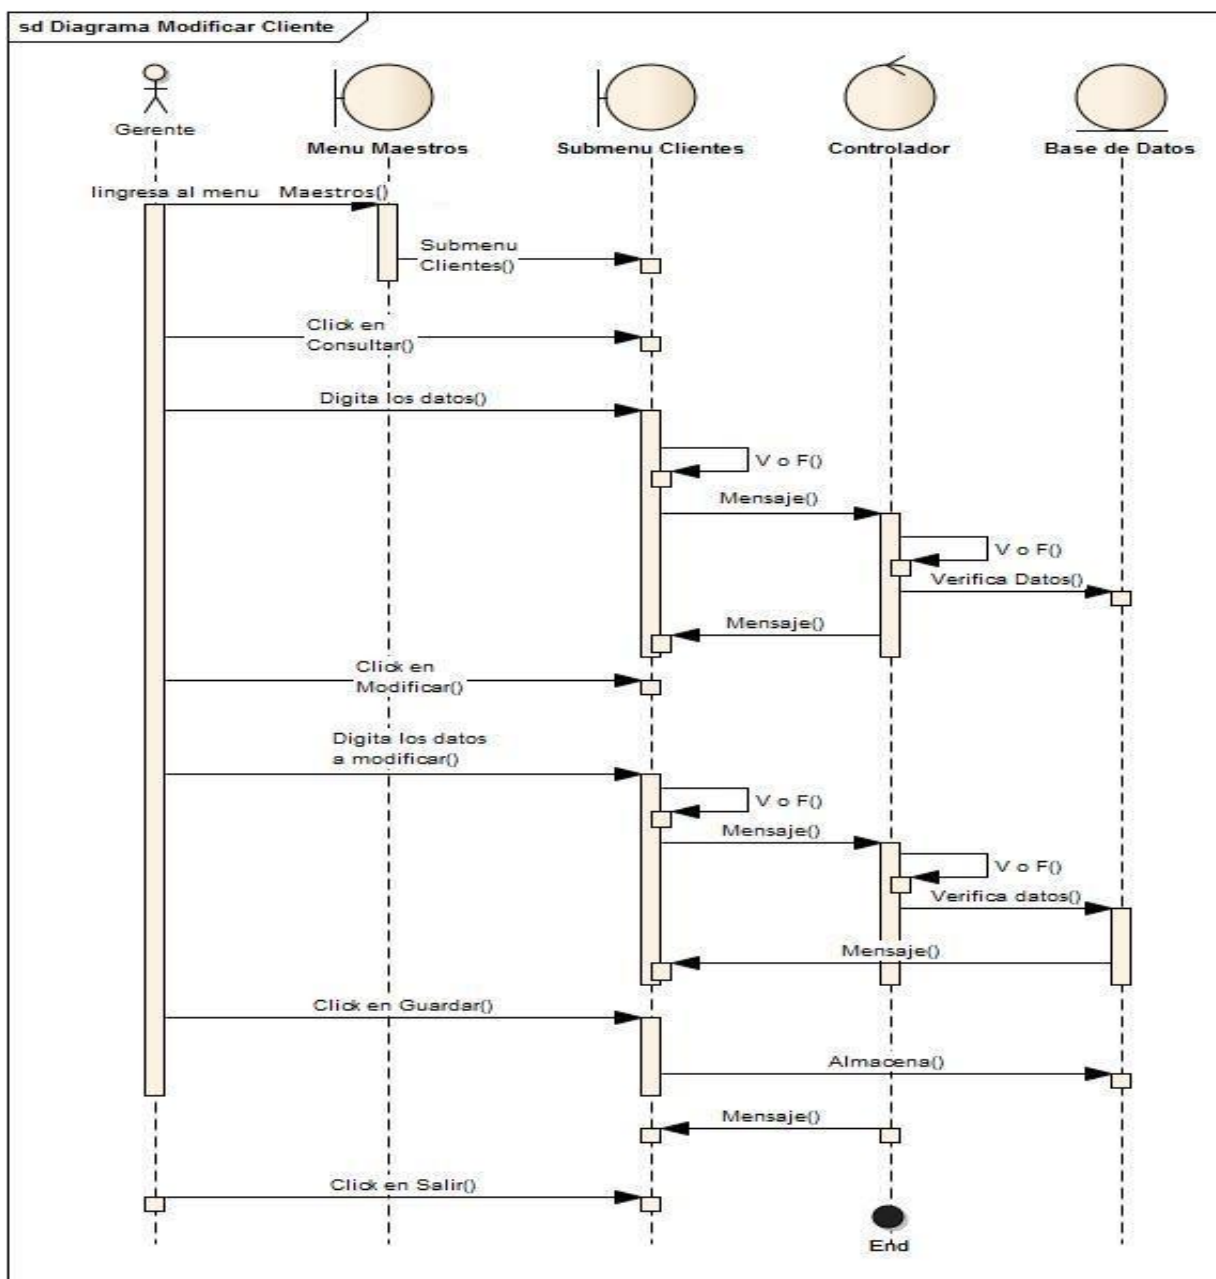 sd Diagrama Modificar Cliente
Gerente
Menu Maestros
Submenu Clientes
Controlador
Base de Datos
Iingresa al menu Maestros()
Submenu
Clientes()
Click en
Consultar()
Digita los datos()
V o F()
Mensaje()
V o F()
Verifica Datos()
Mensaje()
Click en
Modificar()
Digita los datos
a modificar()
V o F()
Mensaje()
V o F()
Verifica datos()
Mensaje()
Click en Guardar()
Almacena()
Mensaje()
Click en Salir()
End